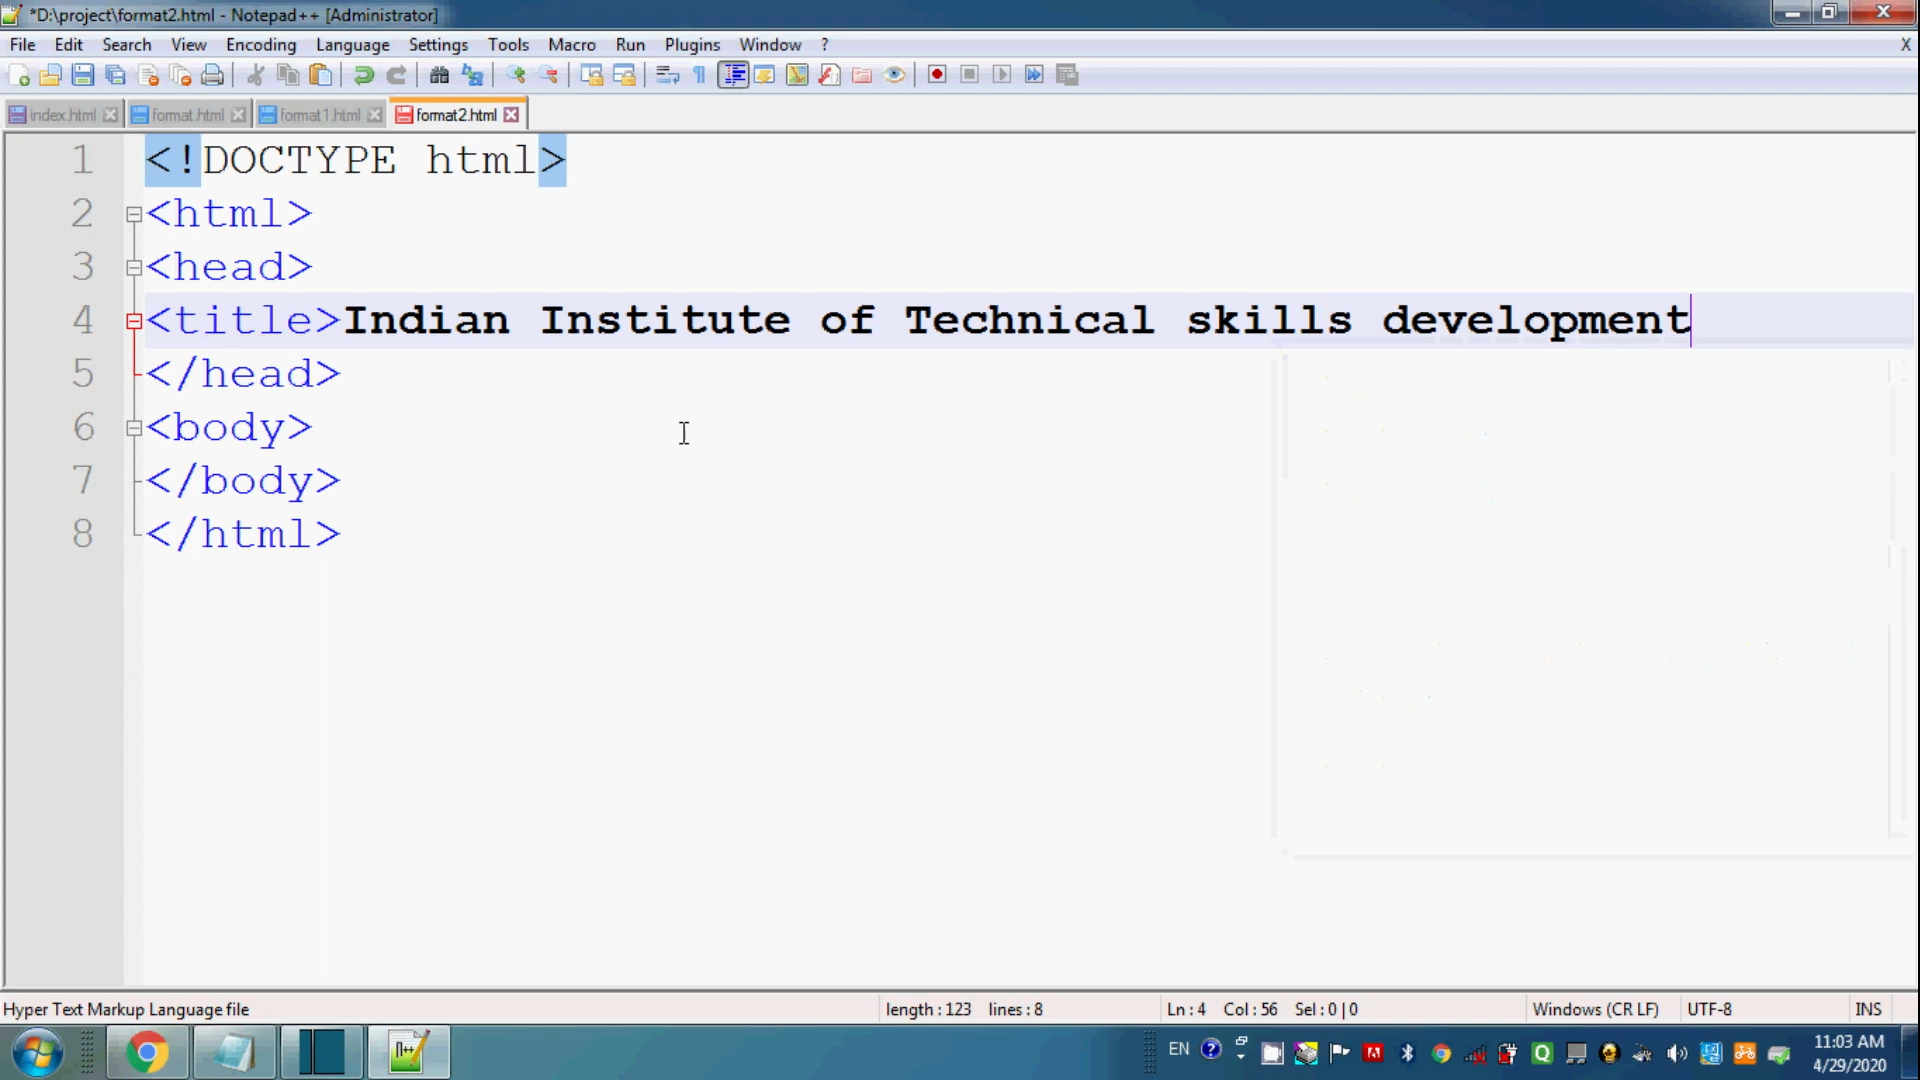 *D:\project\format2.html - Notepad++ [Administrator]
File Edit Search View Encoding Language Settings Tools Macro Run Plugins Window ? X
index.html format.html format1.html format2.html
1 <!DOCTYPE html>
2 <html>
3 <head>
4 <title>Indian Institute of Technical skills development
5 </head>
6 <body>
7 </body>
8 </html>
Hyper Text Markup Language file length : 123 lines : 8 Ln : 4 Col : 56 Sel : 0 | 0 Windows (CR LF) UTF-8 INS
EN 11:03 AM
4/29/2020